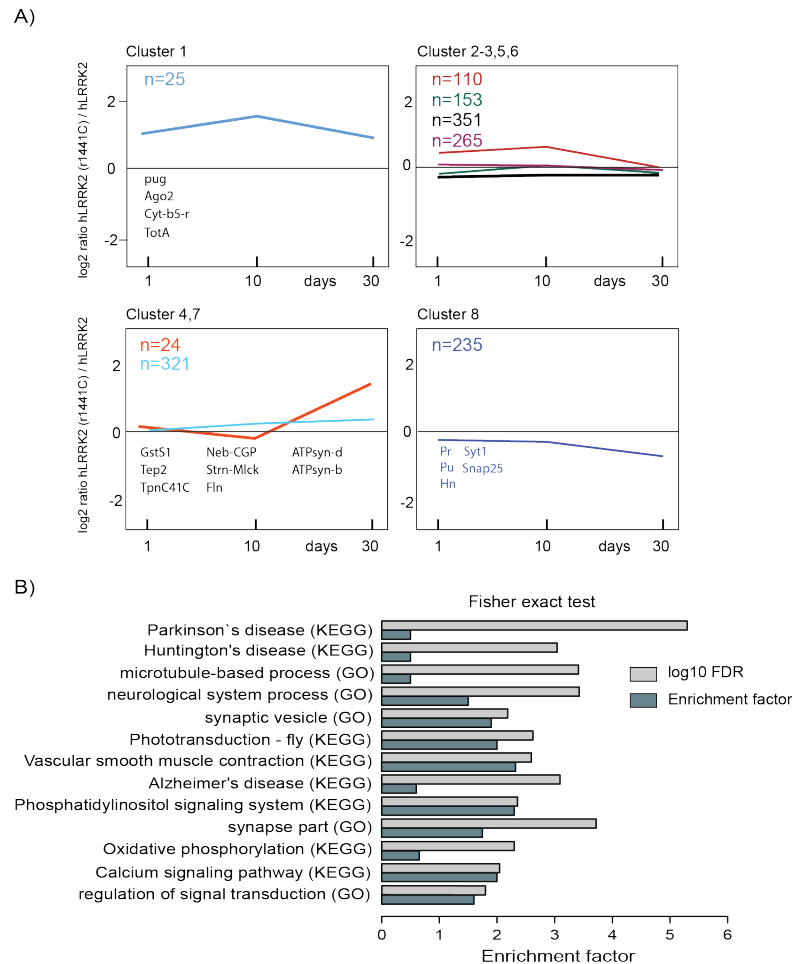 A)
Cluster 1
Cluster 2-3,5,6
log2 ratio hLRRK2 (r1441C) / hLRRK2
n=25
2
0
-2
pug
Ago2
Cyt-b5-r
TotA
1 10 days 30
n=110
n=153
n=351
n=265
2
0
-2
1 10 days 30
Cluster 4,7
Cluster 8
log2 ratio hLRRK2 (r1441C) / hLRRK2
n=24
n=321
2
0
-2
GstS1 Neb-CGP ATPsyn-d
Tep2 Strn-Mlck ATPsyn-b
TpnC41C Fln
1 10 days 30
n=235
2
0
-2
Pr Syt1
Pu Snap25
Hn
1 10 days 30
B)
Fisher exact test
Parkinson`s disease (KEGG)
Huntington's disease (KEGG)
microtubule-based process (GO)
neurological system process (GO)
synaptic vesicle (GO)
Phototransduction - fly (KEGG)
Vascular smooth muscle contraction (KEGG)
Alzheimer's disease (KEGG)
Phosphatidylinositol signaling system (KEGG)
synapse part (GO)
Oxidative phosphorylation (KEGG)
Calcium signaling pathway (KEGG)
regulation of signal transduction (GO)
log10 FDR
Enrichment factor
0 1 2 3 4 5 6
Enrichment factor